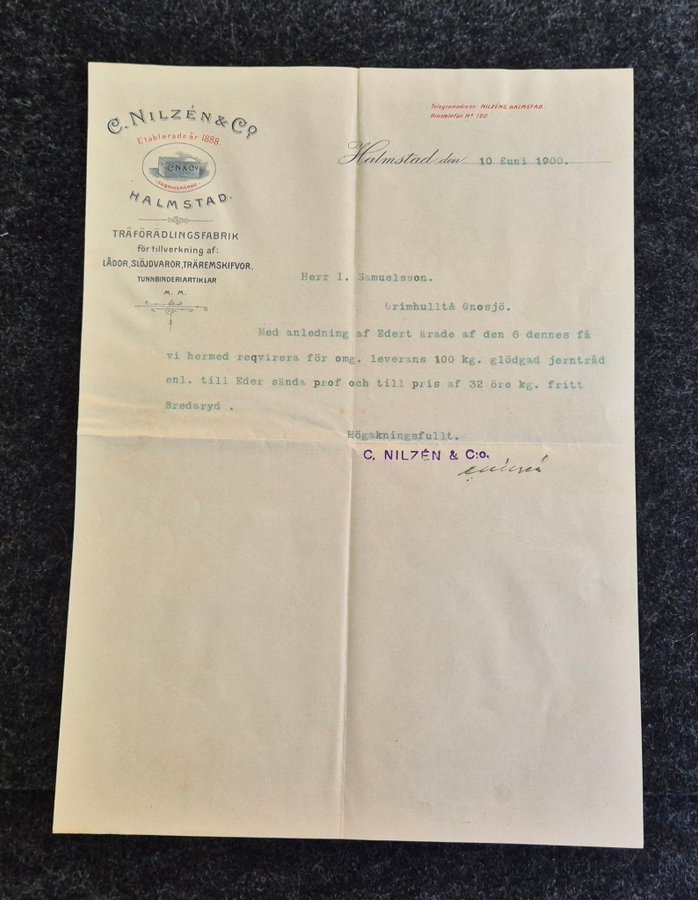 C. NILZÉN & Co.
Etablerade år 1888.
C.N & Co
FABRIKSMÄRKE
HALMSTAD.
TRÄFÖRÄDLINGSFABRIK
för tillverkning af:
LÅDOR, SLÖJDVAROR, TRÄREMSKIFVOR,
TUNNBINDERIARTIKLAR
M. M.
Telegramadress: NILZÉNS, HALMSTAD.
Rikstelefon No 190.
Halmstad den 10 Juni 1900.
Herr I. Samuelsson.
Grimhullt& Gnosjö.
Med anledning af Edert ärade af den 6 dennes få
vi hermed reqvirera för omg. leverans 100 kg. glödgad jerntråd
enl. till Eder sända prof och till pris af 32 öre kg. fritt
Bredaryd .
Högakningsfullt.
C. NILZÉN & C:o.
C Nilzén